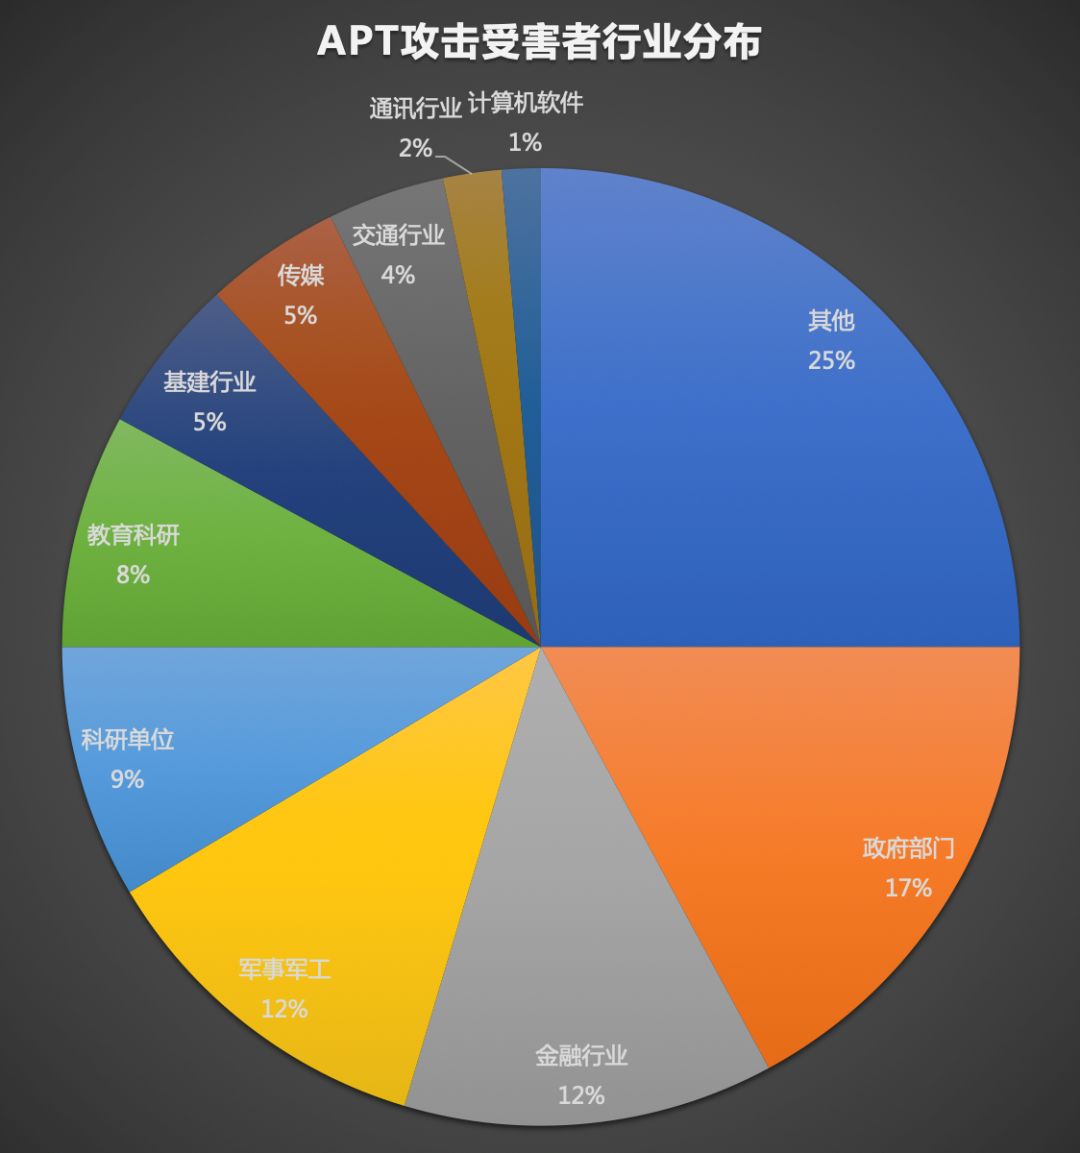 APT攻击受害者行业分布
通讯行业
2%
计算机软件
1%
其他
25%
政府部门
17%
金融行业
12%
军事军工
12%
科研单位
9%
教育科研
8%
基建行业
5%
传媒
5%
交通行业
4%